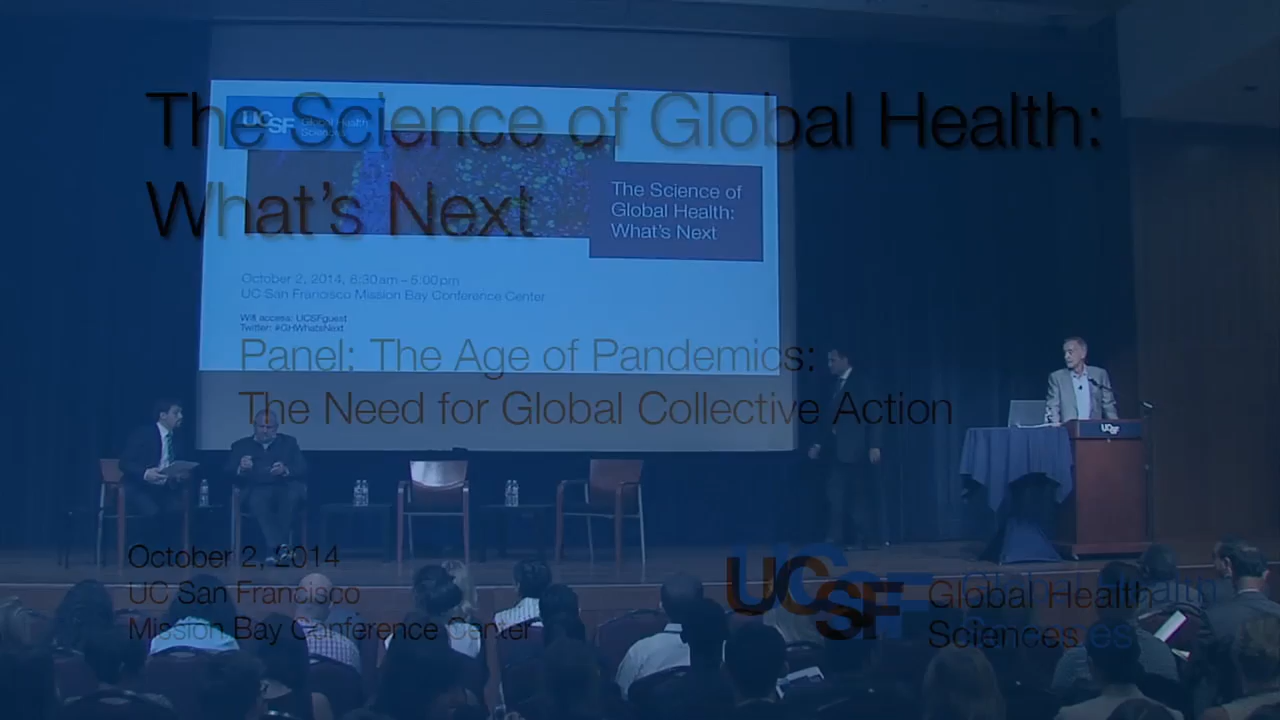 The Science of Global Health:
What's Next
UCSF Global Health
Sciences
The Science of
Global Health:
What's Next
October 2, 2014, 8:30am – 5:00pm
UC San Francisco Mission Bay Conference Center
Wifi access: UCSFguest
Twitter: #GHWhatsNext
Panel: The Age of Pandemics:
The Need for Global Collective Action
UCSF
October 2, 2014
UC San Francisco
Mission Bay Conference Center
UCSF Global Health
Sciences